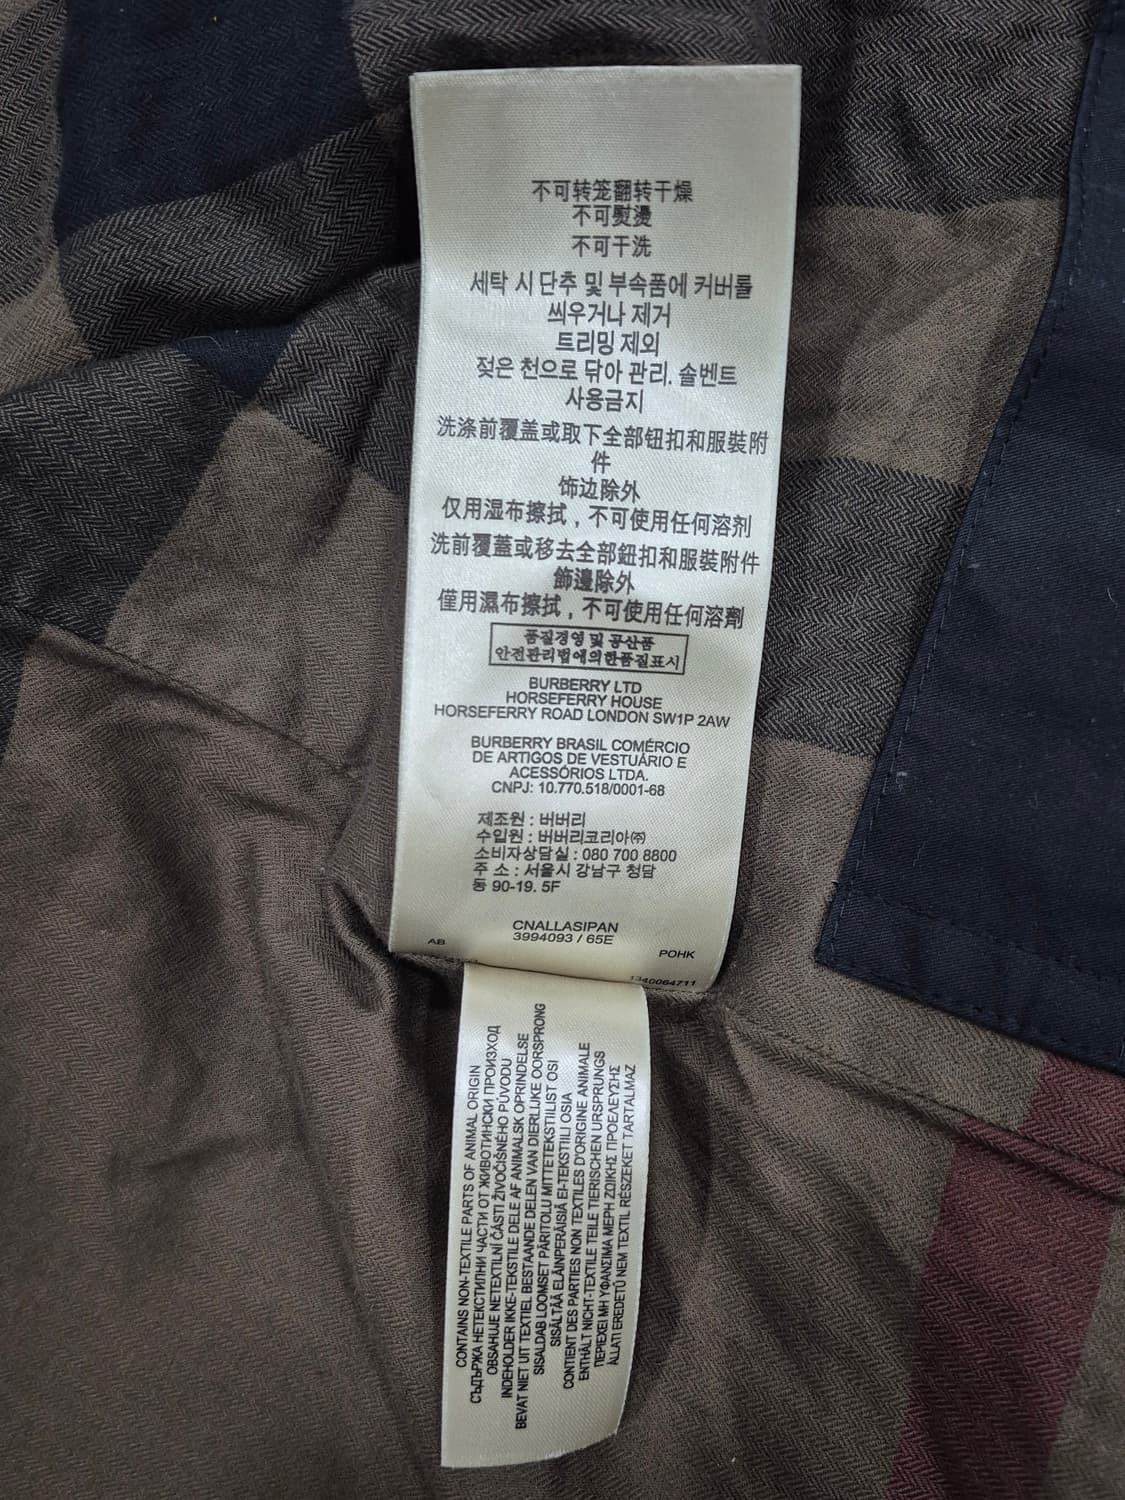 不可转笼翻转干燥
不可熨烫
不可干洗
세탁 시 단추 및 부속품에 커버를
씌우거나 제거
트리밍 제외
젖은 천으로 닦아 관리. 솔벤트
사용금지
洗涤前覆盖或取下全部钮扣和服装附
件
饰边除外
仅用湿布擦拭，不可使用任何溶剂
洗前覆蓋或移去全部鈕扣和服裝附件
飾邊除外
僅用濕布擦拭，不可使用任何溶劑
품질경영 및 공산품
안전관리법에의한품질표시
BURBERRY LTD
HORSEFERRY HOUSE
HORSEFERRY ROAD LONDON SW1P 2AW
BURBERRY BRASIL COMÉRCIO
DE ARTIGOS DE VESTUÁRIO E
ACESSÓRIOS LTDA.
CNPJ: 10.770.518/0001-68
제조원 : 버버리
수입원 : 버버리코리아㈜
소비자상담실 : 080 700 8800
주 소 : 서울시 강남구 청담
동 90-19. 5F
CNALLASIPAN
3994093 / 65E
AB
POHK
1340064711
CONTAINS NON-TEXTILE PARTS OF ANIMAL ORIGIN
СЪДЪРЖА НЕТЕКСТИЛНИ ЧАСТИ ОТ ЖИВОТИНСКИ ПРОИЗХОД
OBSAHUJE NETEXTILNÍ ČÁSTI ŽIVOČIŠNÉHO PŮVODU
INDEHOLDER IKKE-TEKSTILE DELE AF ANIMALSK OPRINDELSE
BEVAT NIET UIT TEXTIEL BESTAANDE DELEN VAN DIERLIJKE OORSPRONG
SISALDAB LOOMSET PÄRITOLU MITTETEKSTIILIST OSI
SISÄLTÄÄ ELÄINPERÄISIÄ EI-TEKSTIILI OSIA
CONTIENT DES PARTIES NON TEXTILES D'ORIGINE ANIMALE
ENTHÄLT NICHT-TEXTILE TEILE TIERISCHEN URSPRUNGS
ΠΕΡΙΕΧΕΙ ΜΗ ΥΦΑΝΣΙΜΑ ΜΕΡΗ ΖΩΙΚΗΣ ΠΡΟΕΛΕΥΣΗΣ
ÁLLATI EREDETŰ NEM TEXTIL RÉSZEKET TARTALMAZ